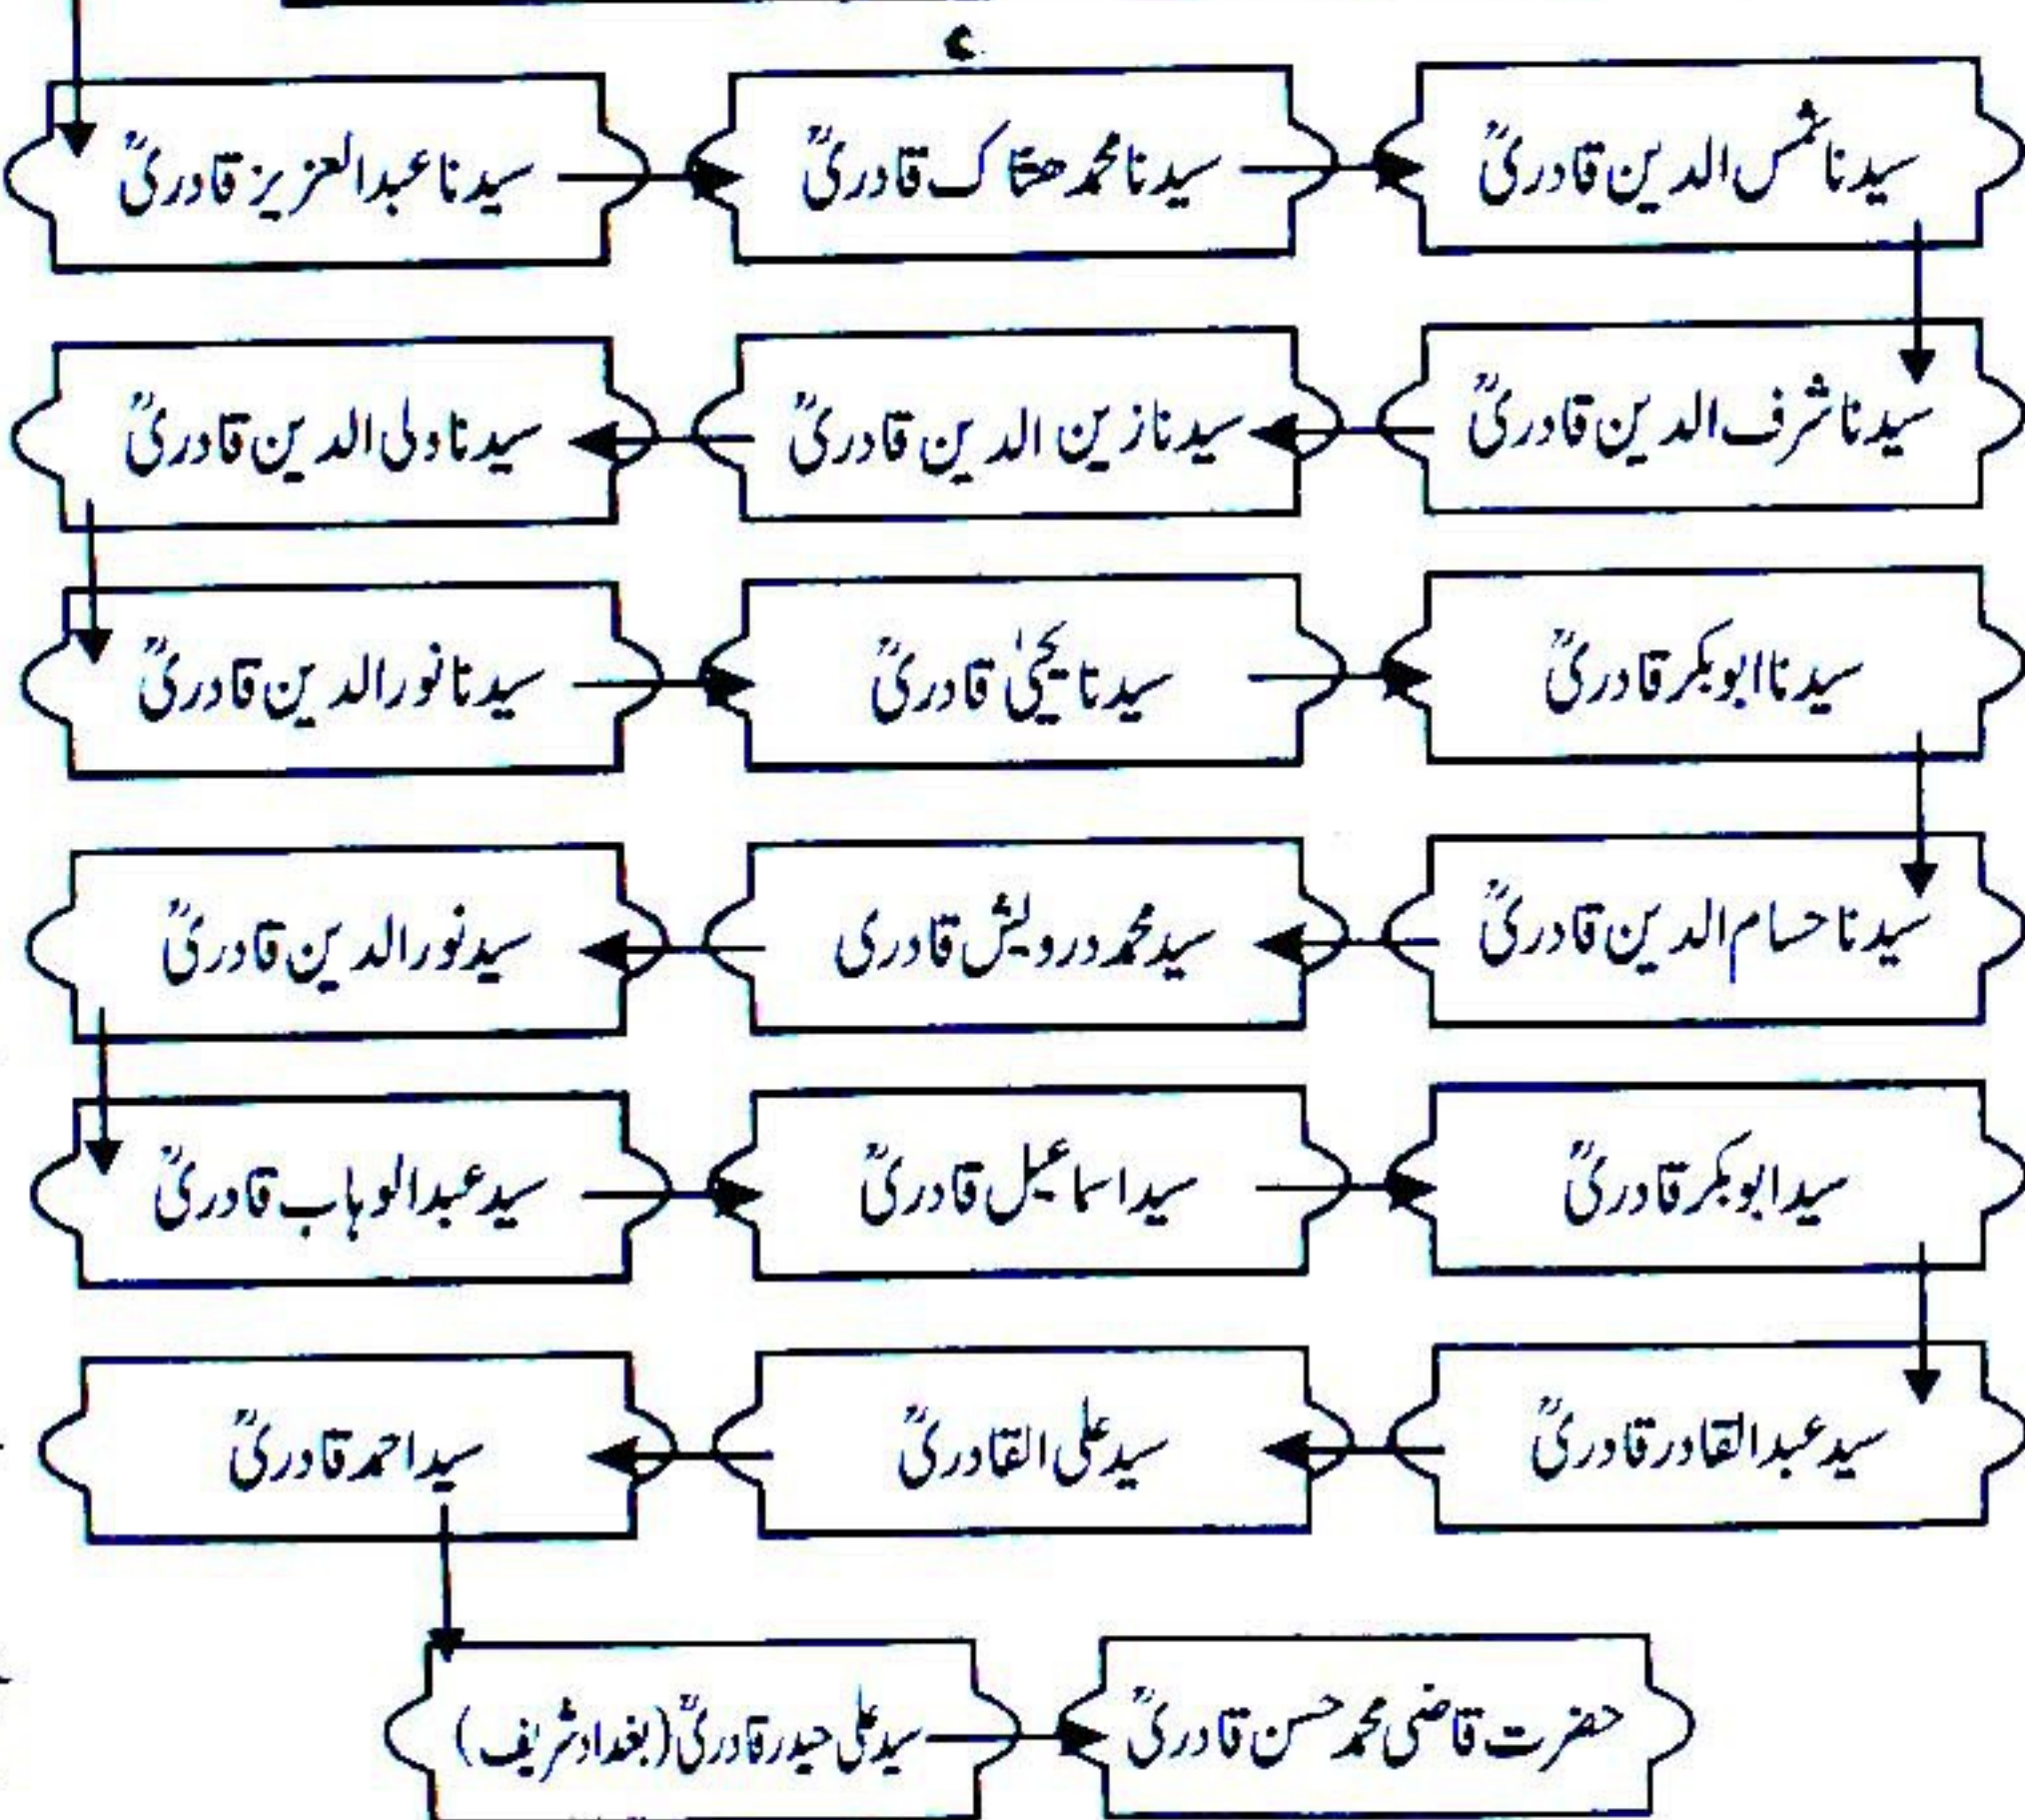 سیدنا شمس الدین قادریؒ
سیدنا محمد ھتاک قادریؒ
سیدنا عبدالعزیز قادریؒ
سیدنا شرف الدین قادریؒ
سیدنا زین الدین قادریؒ
سیدنا ولی الدین قادریؒ
سیدنا ابوبکر قادریؒ
سیدنا یحییٰ قادریؒ
سیدنا نورالدین قادریؒ
سیدنا حسام الدین قادریؒ
سید محمد درویش قادری
سید نورالدین قادریؒ
سید ابوبکر قادریؒ
سید اسماعیل قادریؒ
سید عبدالوہاب قادریؒ
سید عبدالقادر قادریؒ
سید علی القادریؒ
سید احمد قادریؒ
حضرت قاضی محمد حسن قادریؒ
سید علی حیدر قادریؒ (بغداد شریف)